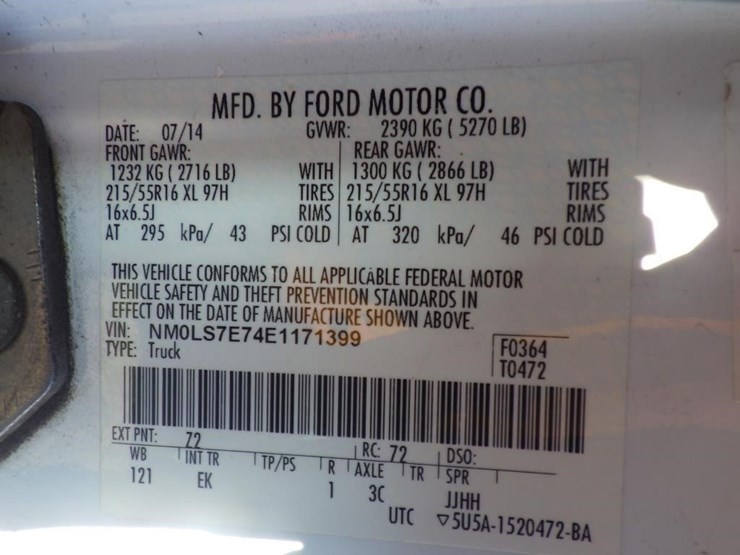 MFD. BY FORD MOTOR CO.
DATE: 07/14 GVWR: 2390 KG ( 5270 LB)
FRONT GAWR: REAR GAWR:
1232 KG ( 2716 LB) WITH 1300 KG ( 2866 LB) WITH
215/55R16 XL 97H TIRES 215/55R16 XL 97H TIRES
16x6.5J RIMS 16x6.5J RIMS
AT 295 kPa/ 43 PSI COLD AT 320 kPa/ 46 PSI COLD
THIS VEHICLE CONFORMS TO ALL APPLICABLE FEDERAL MOTOR
VEHICLE SAFETY AND THEFT PREVENTION STANDARDS IN
EFFECT ON THE DATE OF MANUFACTURE SHOWN ABOVE.
VIN: NM0LS7E74E1171399
TYPE: Truck F0364
T0472
EXT PNT: 72 RC: 72 DSO:
WB INT TR TP/PS R AXLE TR SPR
121 EK 1 3C JJHH
UTC ▽5U5A-1520472-BA